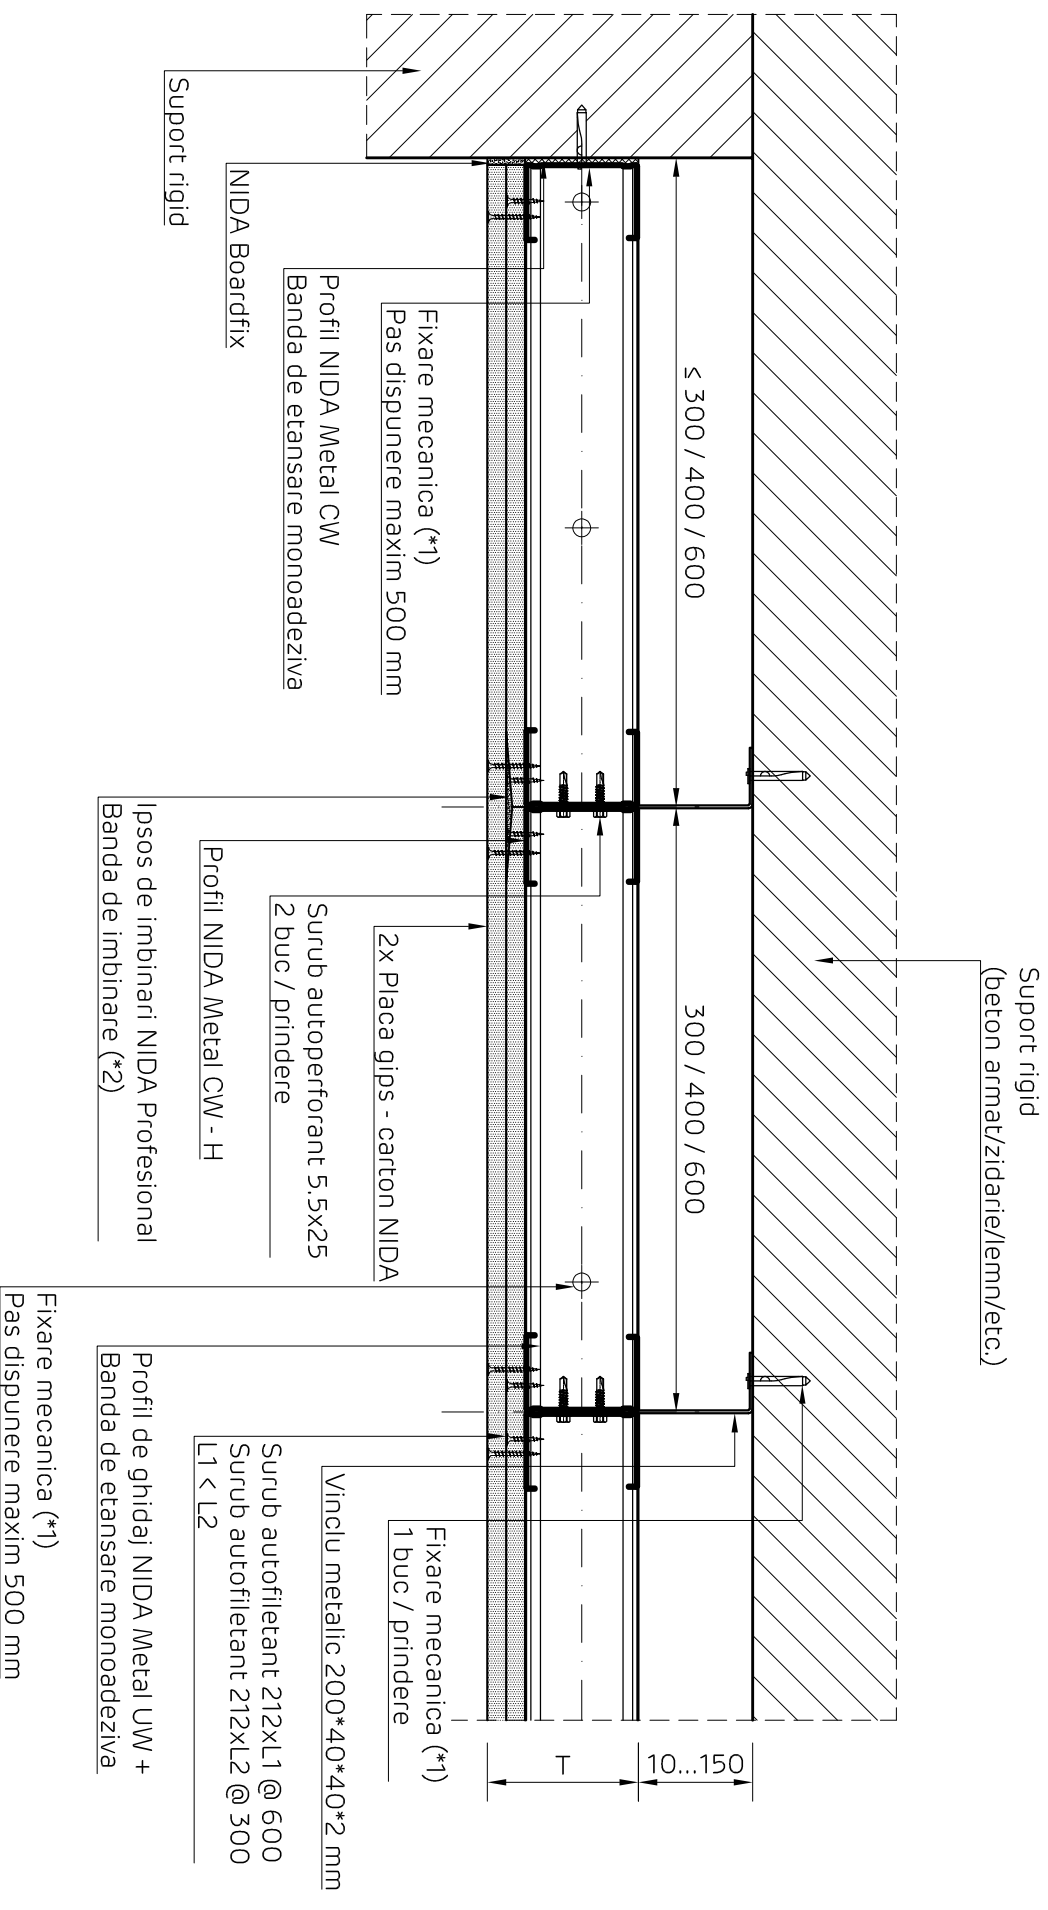 Suport rigid
(beton armat/zidarie/lemn/etc.)
10...150
T
≤ 300 / 400 / 600
300 / 400 / 600
Fixare mecanica (*1)
Pas dispunere maxim 500 mm
Profil NIDA Metal CW
Banda de etansare monoadeziva
NIDA Boardfix
Suport rigid
2x Placa gips - carton NIDA
Surub autoperforant 5.5x25
2 buc / prindere
Profil NIDA Metal CW - H
Ipsos de imbinari NIDA Profesional
Banda de imbinare (*2)
Fixare mecanica (*1)
1 buc / prindere
Vinclu metalic 200*40*40*2 mm
Surub autofiletant 212xL1 @ 600
Surub autofiletant 212xL2 @ 300
L1 < L2
Profil de ghidaj NIDA Metal UW +
Banda de etansare monoadeziva
Fixare mecanica (*1)
Pas dispunere maxim 500 mm